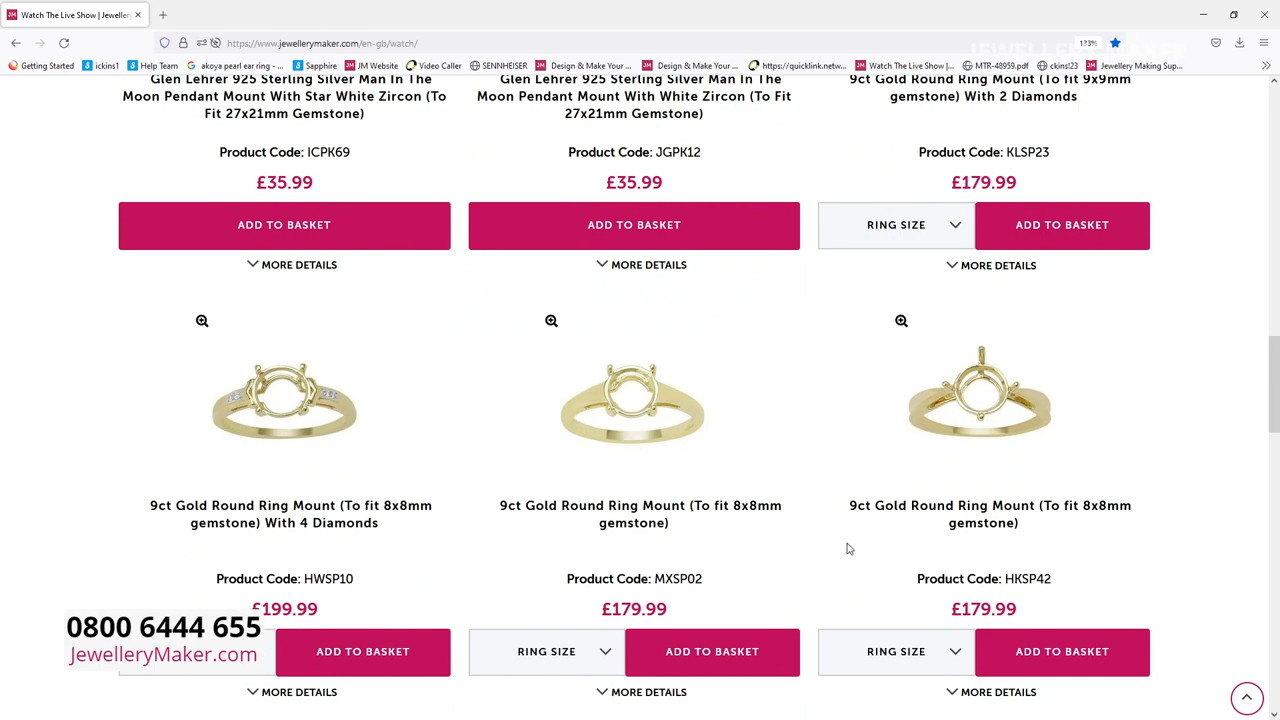 Watch The Live Show | Jewellery
https://www.jewellerymaker.com/en-gb/watch/
133%
Getting Started
ickins1
Help Team
akoya pearl ear ring - ...
Sapphire
JM Website
Video Caller
SENNHEISER
Design & Make Your ...
Design & Make Your ...
https://quicklink.netw...
Watch The Live Show |...
MTR-48959.pdf
ckinsl23
Jewellery Making Sup...
Glen Lehrer 925 Sterling Silver Man In The
Moon Pendant Mount With Star White Zircon (To
Fit 27x21mm Gemstone)
Product Code: ICPK69
£35.99
ADD TO BASKET
MORE DETAILS
Glen Lehrer 925 Sterling Silver Man In The
Moon Pendant Mount With White Zircon (To Fit
27x21mm Gemstone)
Product Code: JGPK12
£35.99
ADD TO BASKET
MORE DETAILS
9ct Gold Round Ring Mount (To fit 9x9mm
gemstone) With 2 Diamonds
Product Code: KLSP23
£179.99
RING SIZE
ADD TO BASKET
MORE DETAILS
9ct Gold Round Ring Mount (To fit 8x8mm
gemstone) With 4 Diamonds
Product Code: HWSP10
£199.99
ADD TO BASKET
MORE DETAILS
9ct Gold Round Ring Mount (To fit 8x8mm
gemstone)
Product Code: MXSP02
£179.99
RING SIZE
ADD TO BASKET
MORE DETAILS
9ct Gold Round Ring Mount (To fit 8x8mm
gemstone)
Product Code: HKSP42
£179.99
RING SIZE
ADD TO BASKET
MORE DETAILS
0800 6444 655
JewelleryMaker.com